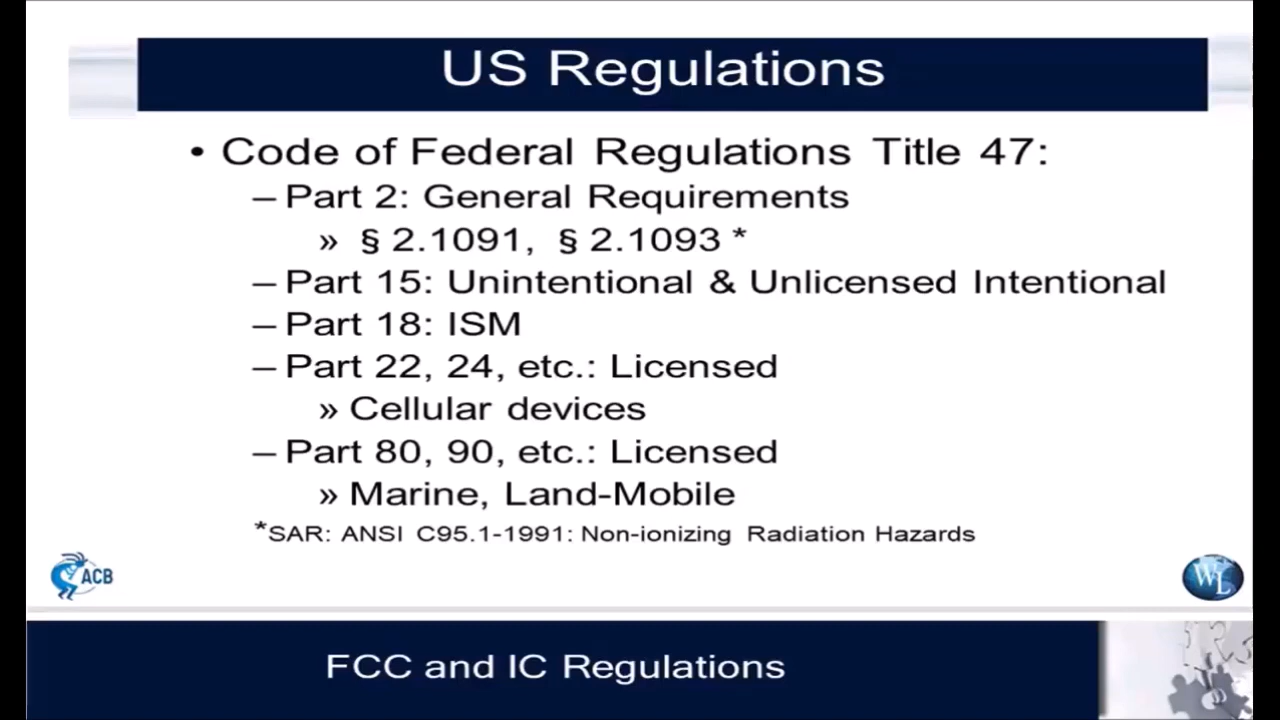 US Regulations
• Code of Federal Regulations Title 47:
– Part 2: General Requirements
» § 2.1091, § 2.1093 *
– Part 15: Unintentional & Unlicensed Intentional
– Part 18: ISM
– Part 22, 24, etc.: Licensed
» Cellular devices
– Part 80, 90, etc.: Licensed
» Marine, Land-Mobile
*SAR: ANSI C95.1-1991: Non-ionizing Radiation Hazards
ACB
WL
FCC and IC Regulations